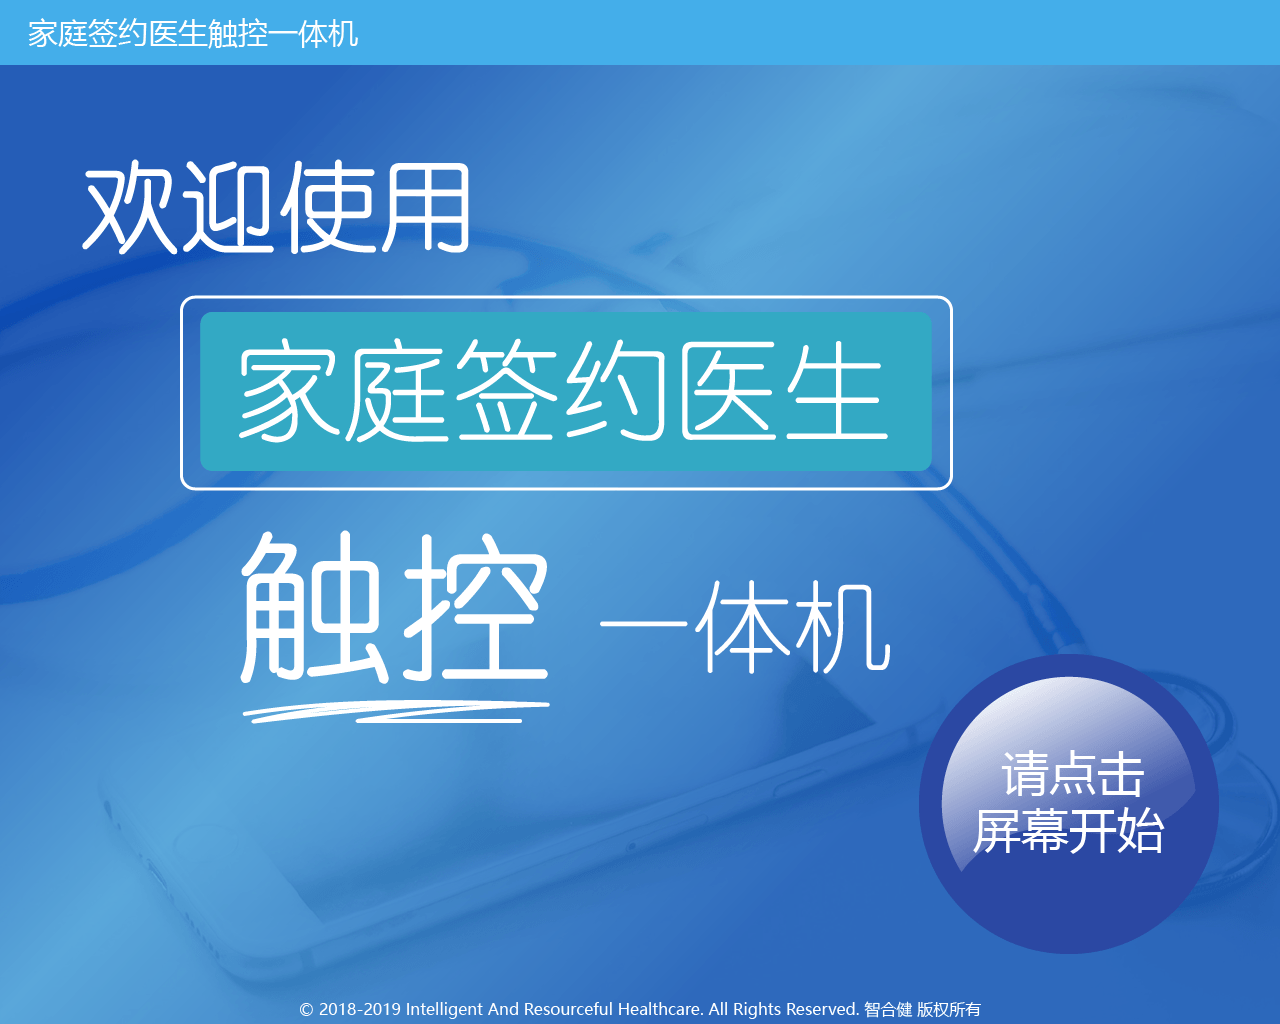 家庭签约医生触控一体机
欢迎使用
家庭签约医生
触控 一体机
请点击
屏幕开始
© 2018-2019 Intelligent And Resourceful Healthcare. All Rights Reserved. 智合健 版权所有